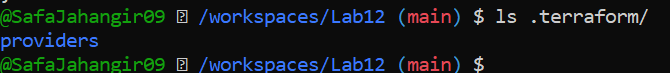 @SafaJahangir09 ➜ /workspaces/Lab12 (main) $ ls .terraform/
providers
@SafaJahangir09 ➜ /workspaces/Lab12 (main) $